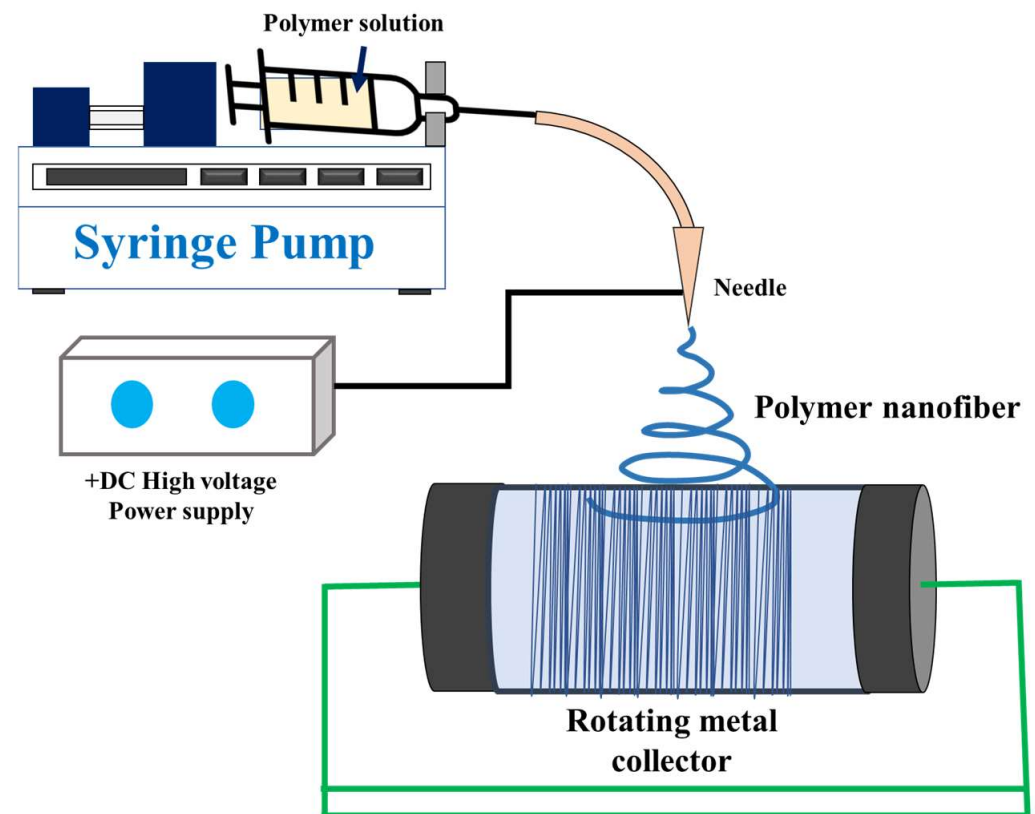 Polymer solution
Syringe Pump
Needle
Polymer nanofiber
+DC High voltage
Power supply
Rotating metal
collector